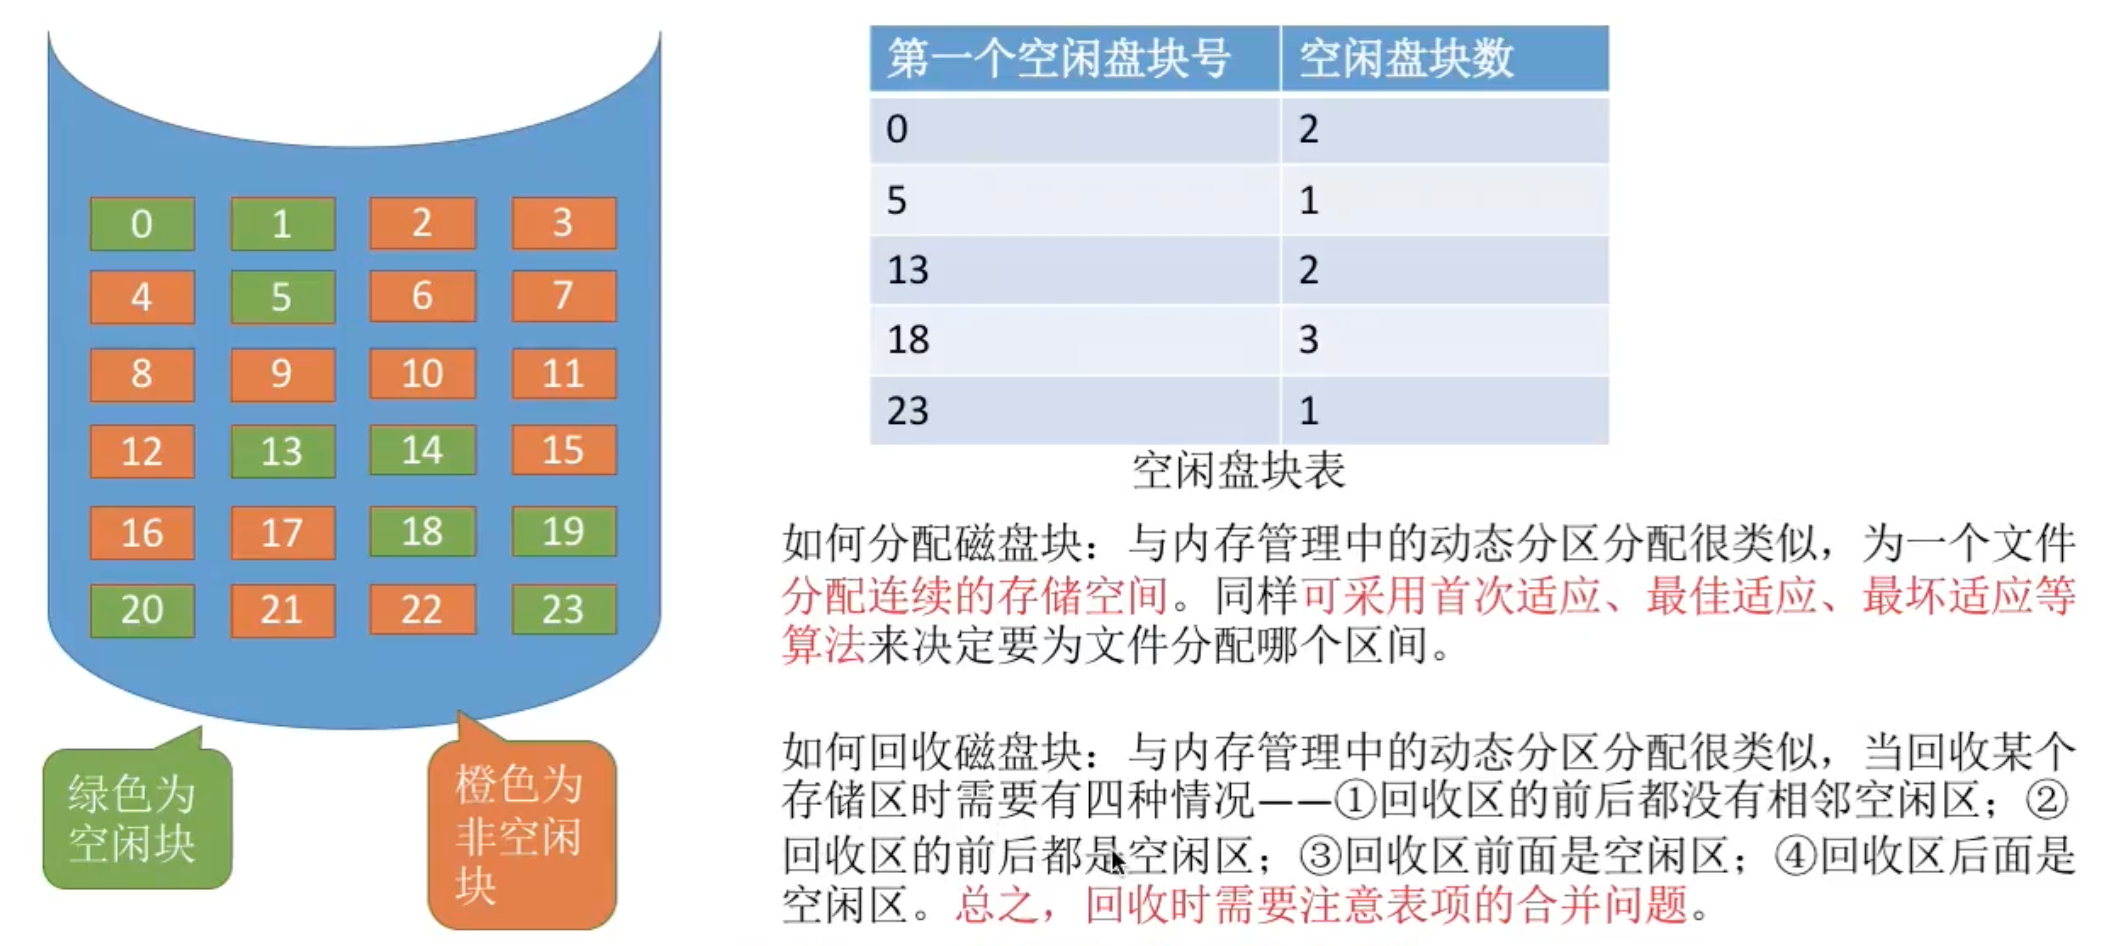 0 1 2 3
4 5 6 7
8 9 10 11
12 13 14 15
16 17 18 19
20 21 22 23
绿色为
空闲块
橙色为
非空闲
块
第一个空闲盘块号 空闲盘块数
0 2
5 1
13 2
18 3
23 1
空闲盘块表
如何分配磁盘块：与内存管理中的动态分区分配很类似，为一个文件
分配连续的存储空间。同样可采用首次适应、最佳适应、最坏适应等
算法来决定要为文件分配哪个区间。
如何回收磁盘块：与内存管理中的动态分区分配很类似，当回收某个
存储区时需要有四种情况——①回收区的前后都没有相邻空闲区；②
回收区的前后都是空闲区；③回收区前面是空闲区；④回收区后面是
空闲区。总之，回收时需要注意表项的合并问题。